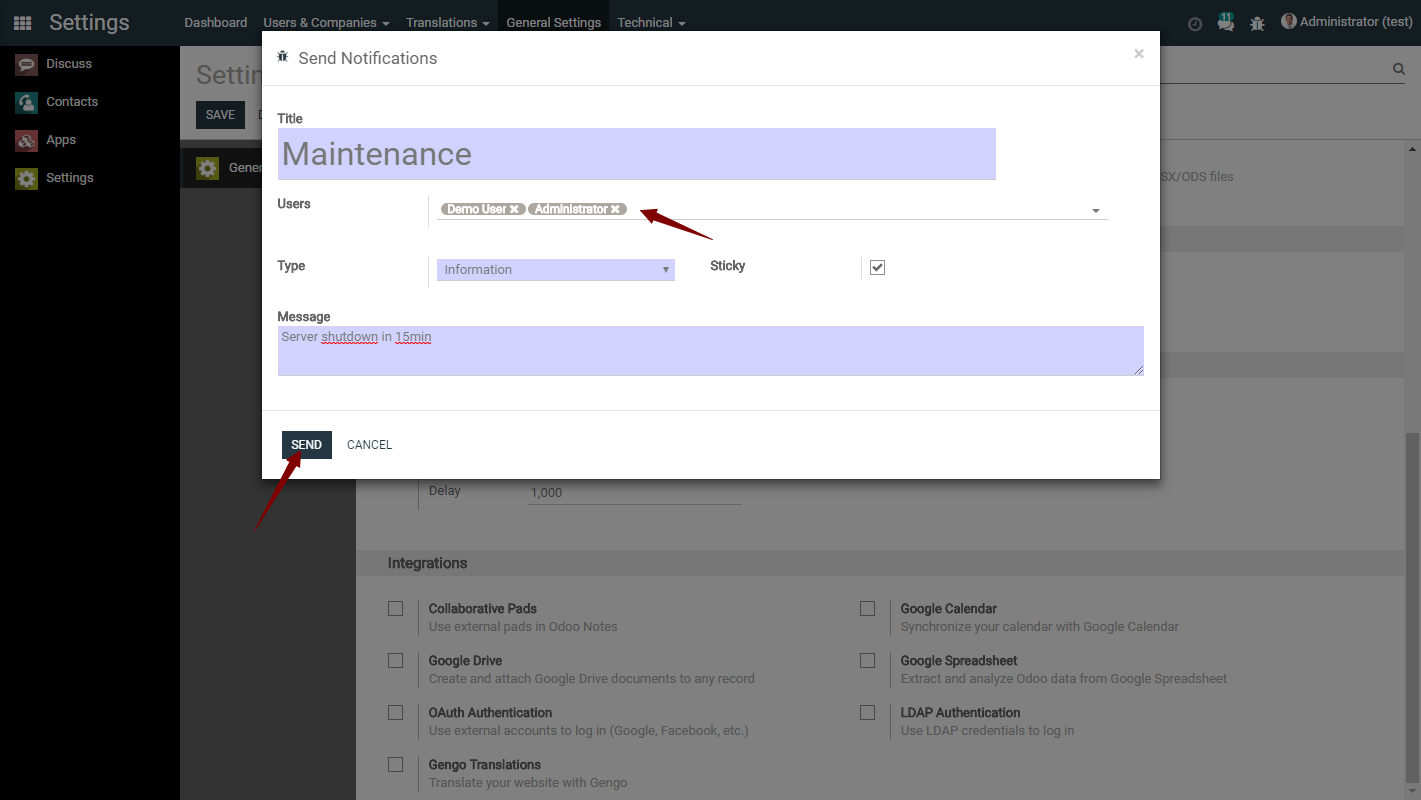 Settings
Dashboard
Users & Companies
Translations
General Settings
Technical
11
Administrator (test)
Discuss
Contacts
Apps
Settings
SAVE
Send Notifications
×
Title
Maintenance
Users
Demo User
Administrator
Type
Information
Sticky
Message
Server shutdown in 15min
SEND
CANCEL
SX/ODS files
Delay
1,000
Integrations
Collaborative Pads
Use external pads in Odoo Notes
Google Calendar
Synchronize your calendar with Google Calendar
Google Drive
Create and attach Google Drive documents to any record
Google Spreadsheet
Extract and analyze Odoo data from Google Spreadsheet
OAuth Authentication
Use external accounts to log in (Google, Facebook, etc.)
LDAP Authentication
Use LDAP credentials to log in
Gengo Translations
Translate your website with Gengo